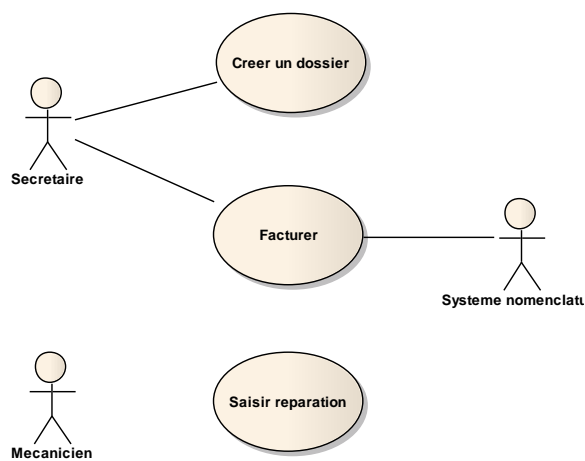 Creer un dossier
Secretaire
Facturer
Systeme nomenclatu
Saisir reparation
Mecanicien